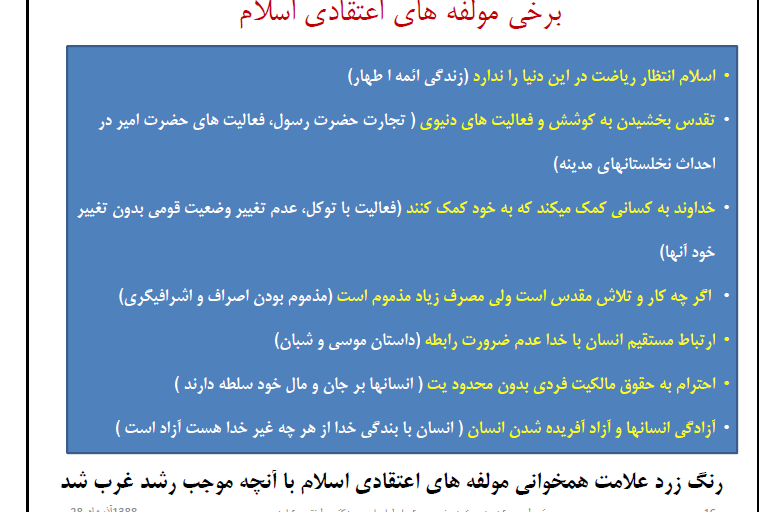 برخی مولفه های اعتقادی اسلام
• اسلام انتظار ریاضت در این دنیا را ندارد (زندگی ائمه ا طهار)
• تقدس بخشیدن به کوشش و فعالیت های دنیوی ( تجارت حضرت رسول، فعالیت های حضرت امیر در
احداث نخلستانهای مدینه)
• خداوند به کسانی کمک میکند که به خود کمک کنند (فعالیت با توکل، عدم تغییر وضعیت قومی بدون تغییر
خود آنها)
• اگر چه کار و تلاش مقدس است ولی مصرف زیاد مذموم است (مذموم بودن اصراف و اشرافیگری)
• ارتباط مستقیم انسان با خدا عدم ضرورت رابطه (داستان موسی و شبان)
• احترام به حقوق مالکیت فردی بدون محدود یت ( انسانها بر جان و مال خود سلطه دارند )
• آزادگی انسانها و آزاد آفریده شدن انسان ( انسان با بندگی خدا از هر چه غیر خدا هست آزاد است )
رنگ زرد علامت همخوانی مولفه های اعتقادی اسلام با آنچه موجب رشد غرب شد